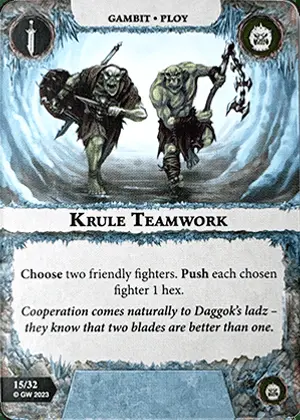 GAMBIT • PLOY
KRULE TEAMWORK
Choose two friendly fighters. Push each chosen
fighter 1 hex.
Cooperation comes naturally to Daggok's ladz –
they know that two blades are better than one.
15/32
© GW 2023